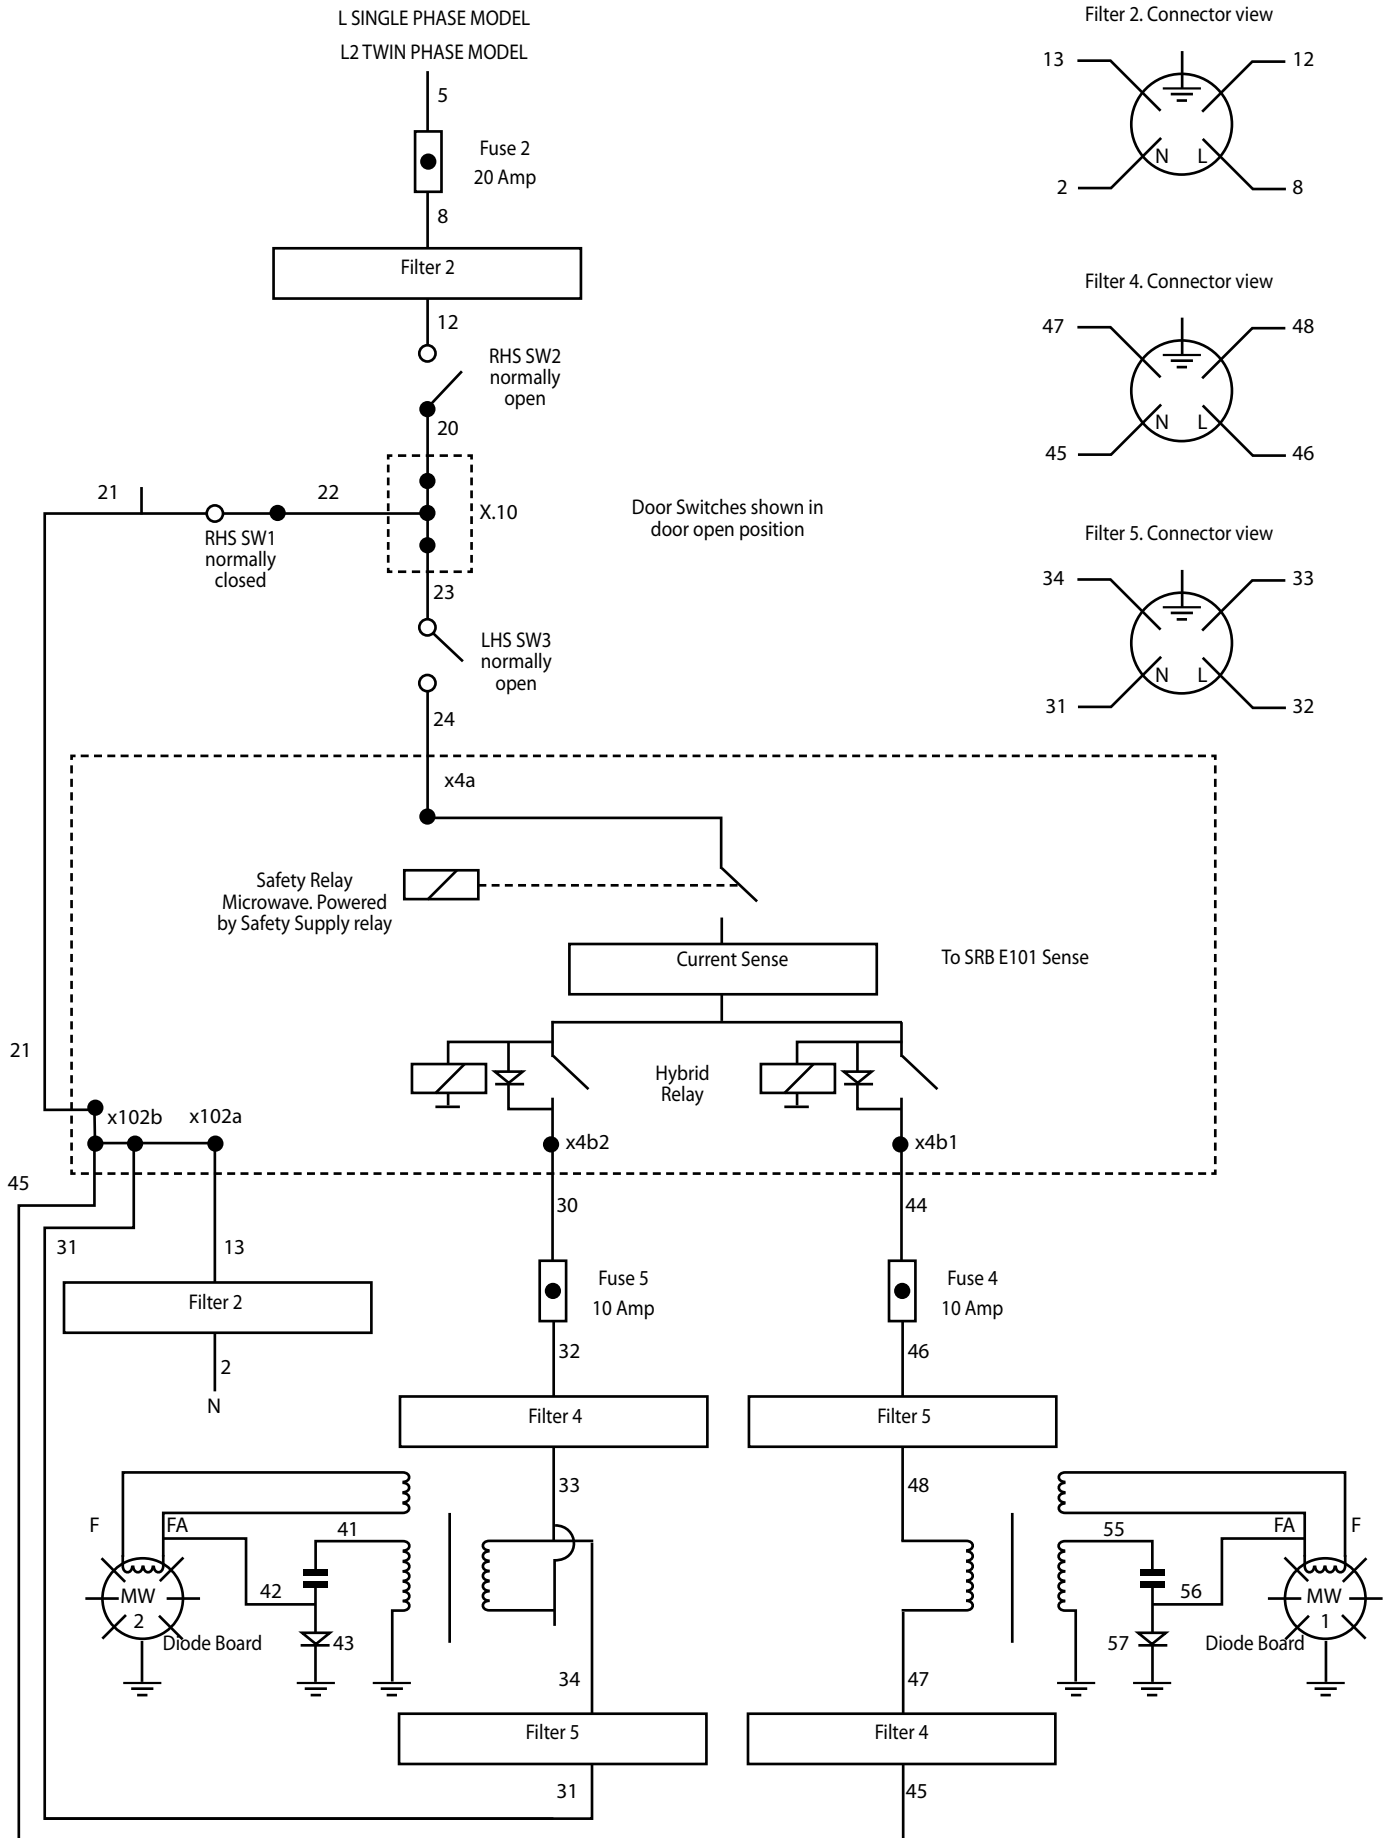 L SINGLE PHASE MODEL
L2 TWIN PHASE MODEL
5
Fuse 2
20 Amp
8
Filter 2
12
RHS SW2
normally
open
20
X.10
21
22
RHS SW1
normally
closed
23
LHS SW3
normally
open
24
Door Switches shown in
door open position
Filter 2. Connector view
13
12
N
L
2
8
Filter 4. Connector view
47
48
N
L
45
46
Filter 5. Connector view
34
33
N
L
31
32
x4a
Safety Relay
Microwave. Powered
by Safety Supply relay
Current Sense
To SRB E101 Sense
21
Hybrid
Relay
x102b
x102a
x4b2
x4b1
45
31
13
30
44
Filter 2
2
N
Fuse 5
10 Amp
Fuse 4
10 Amp
32
46
Filter 4
Filter 5
33
48
F
FA
41
42
MW
2
Diode Board
43
55
FA
F
56
MW
1
57
Diode Board
34
47
Filter 5
Filter 4
31
45